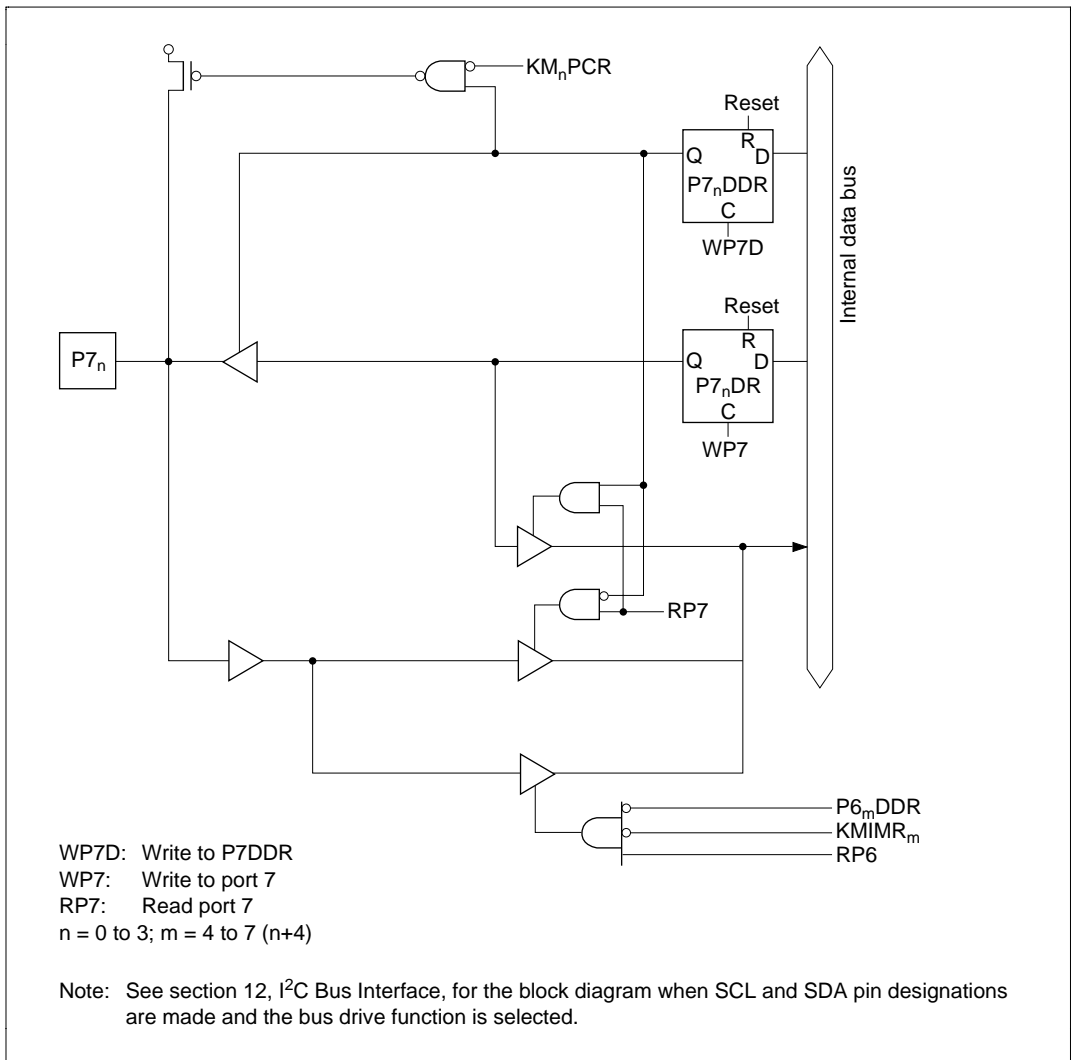 KMnPCR
Reset
R
Q D
P7nDDR
C
WP7D
Internal data bus
Reset
R
Q D
P7nDR
C
WP7
P7n
RP7
P6mDDR
KMIMRm
RP6
WP7D: Write to P7DDR
WP7: Write to port 7
RP7: Read port 7
n = 0 to 3; m = 4 to 7 (n+4)
Note: See section 12, I2C Bus Interface, for the block diagram when SCL and SDA pin designations
are made and the bus drive function is selected.